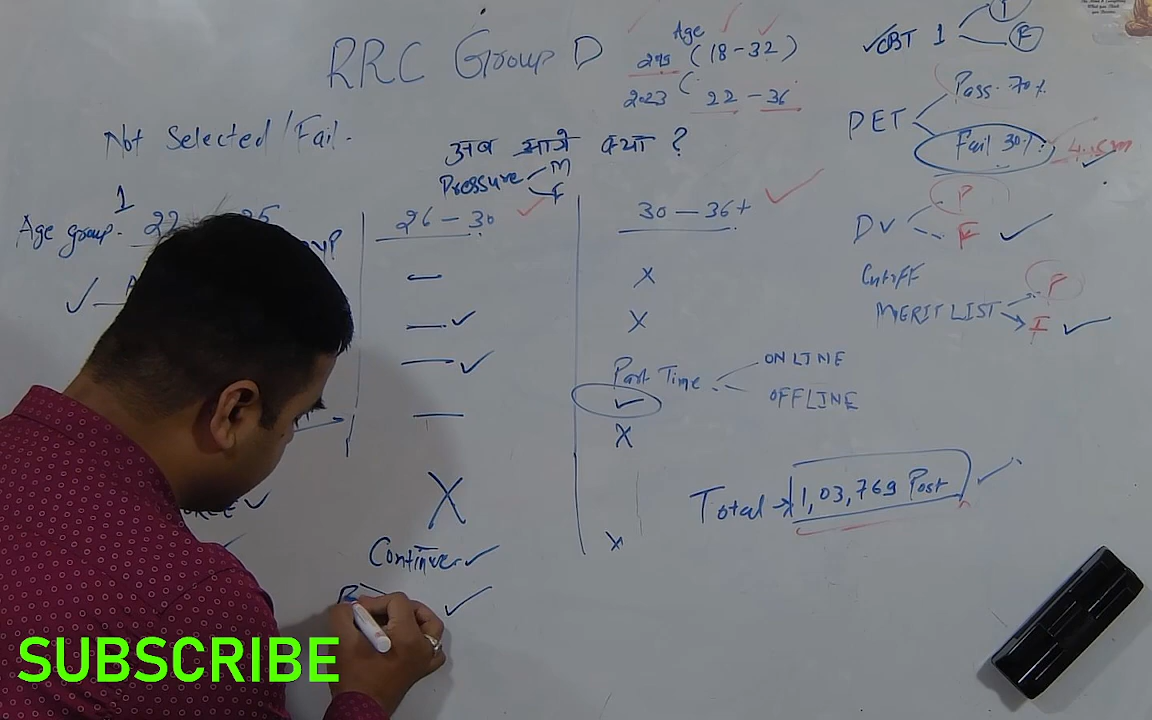 RRC Group D
Age
2019 (18-32)
2023 ( 22 - 36
CBT 1
F
PET
Pass 70%
Fail 30%
Not Selected / Fail.
अब आगे क्या ?
Pressure
M
F
DV
P
F
1
Age group.
26 - 30
30 - 36+
Cutoff
MERIT LIST
F
I
Part Time
ONLINE
OFFLINE
Total → 1,03,769 Post
Continue
SUBSCRIBE